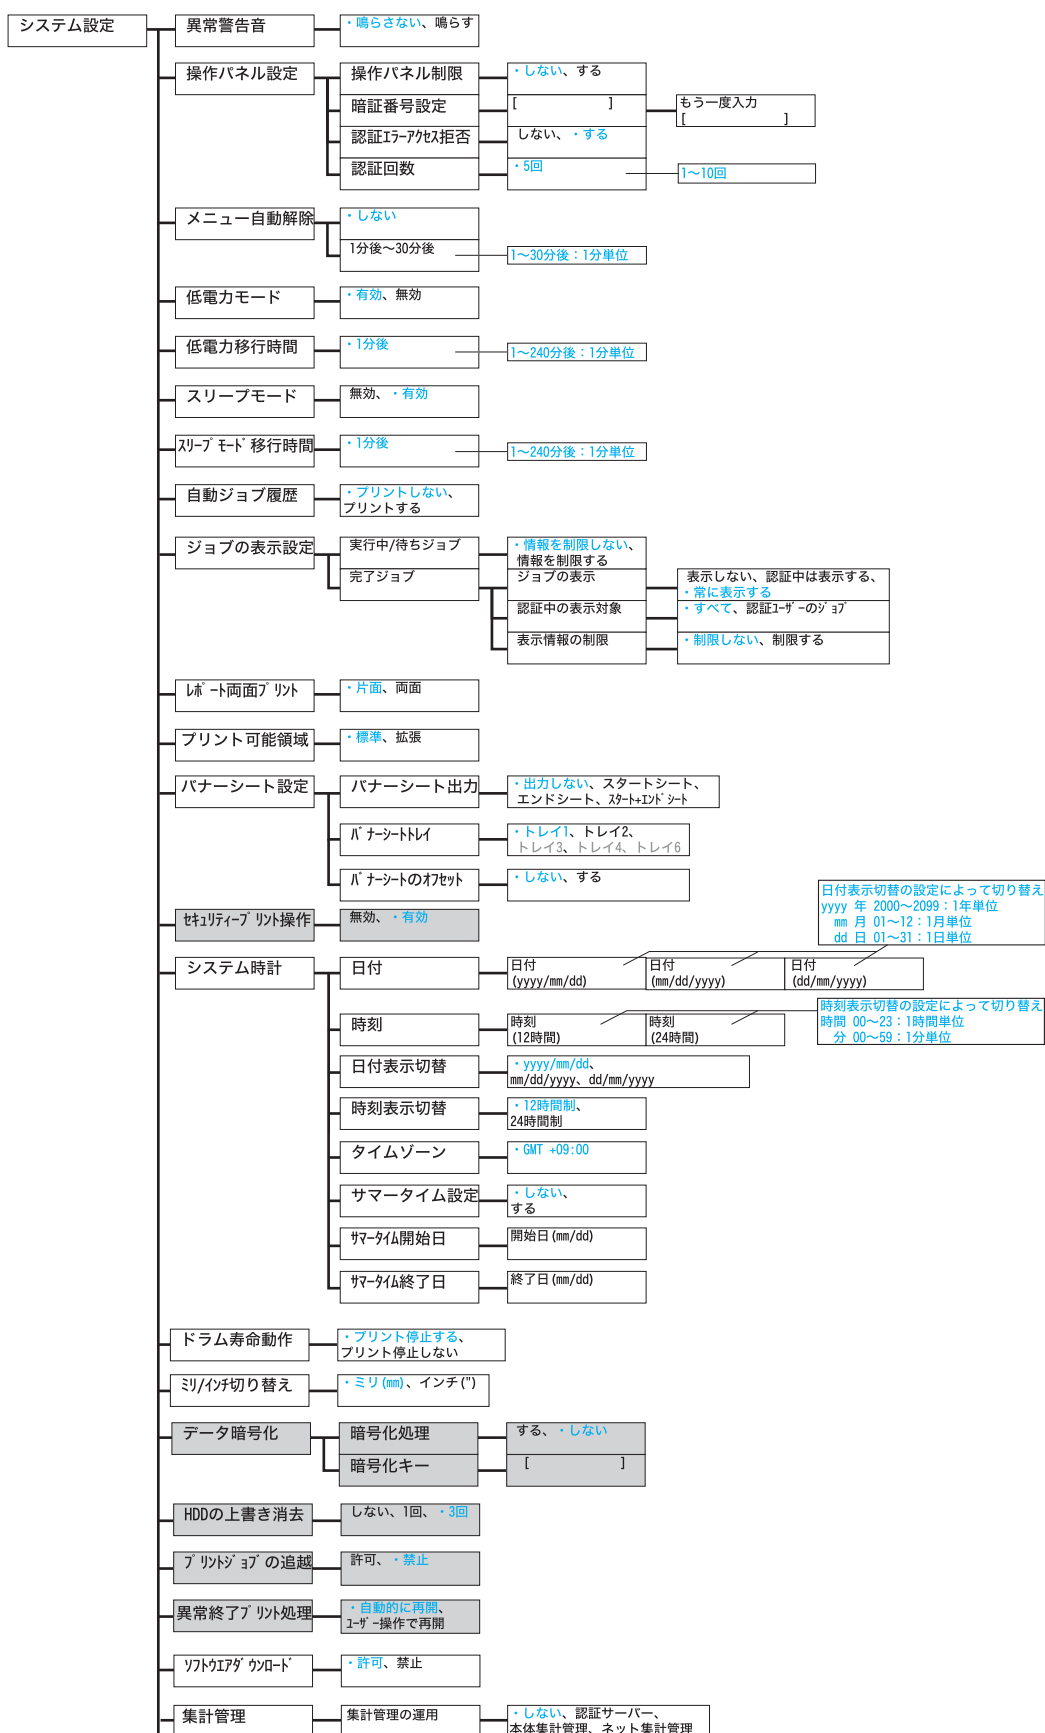 システム設定
異常警告音
・鳴らさない、鳴らす
操作パネル設定
操作パネル制限
・しない、する
暗証番号設定
[ ]
もう一度入力
[ ]
認証ｴﾗｰｱｸｾｽ拒否
しない、・する
認証回数
・5回
1〜10回
メニュー自動解除
・しない
1分後〜30分後
1〜30分後：1分単位
低電力モード
・有効、無効
低電力移行時間
・1分後
1〜240分後：1分単位
スリープモード
無効、・有効
ｽﾘｰﾌﾟﾓｰﾄﾞ移行時間
・1分後
1〜240分後：1分単位
自動ジョブ履歴
・プリントしない、
プリントする
ジョブの表示設定
実行中/待ちジョブ
・情報を制限しない、
情報を制限する
完了ジョブ
ジョブの表示
表示しない、認証中は表示する、
・常に表示する
認証中の表示対象
・すべて、認証ﾕｰｻﾞｰのｼﾞｮﾌﾞ
表示情報の制限
・制限しない、制限する
ﾚﾎﾟｰﾄ両面ﾌﾟﾘﾝﾄ
・片面、両面
プリント可能領域
・標準、拡張
バナーシート設定
バナーシート出力
・出力しない、スタートシート、
エンドシート、ｽﾀｰﾄ+ｴﾝﾄﾞｼｰﾄ
ﾊﾞﾅｰｼｰﾄﾄﾚｲ
・トレイ1、トレイ2、
トレイ3、トレイ4、トレイ6
ﾊﾞﾅｰｼｰﾄのｵﾌｾｯﾄ
・しない、する
ｾｷｭﾘﾃｨｰﾌﾟﾘﾝﾄ操作
無効、・有効
日付表示切替の設定によって切り替え
yyyy 年 2000〜2099：1年単位
mm 月 01〜12：1月単位
dd 日 01〜31：1日単位
システム時計
日付
日付
(yyyy/mm/dd)
日付
(mm/dd/yyyy)
日付
(dd/mm/yyyy)
時刻表示切替の設定によって切り替え
時間 00〜23：1時間単位
分 00〜59：1分単位
時刻
時刻
(12時間)
時刻
(24時間)
日付表示切替
・yyyy/mm/dd、
mm/dd/yyyy、dd/mm/yyyy
時刻表示切替
・12時間制、
24時間制
タイムゾーン
・GMT +09:00
サマータイム設定
・しない、
する
ｻﾏｰﾀｲﾑ開始日
開始日(mm/dd)
ｻﾏｰﾀｲﾑ終了日
終了日(mm/dd)
ドラム寿命動作
・プリント停止する、
プリント停止しない
ﾐﾘ/ｲﾝﾁ切り替え
・ミリ(mm)、インチ(")
データ暗号化
暗号化処理
する、・しない
暗号化キー
[ ]
HDDの上書き消去
しない、1回、・3回
ﾌﾟﾘﾝﾄｼﾞｮﾌﾞの追越
許可、・禁止
異常終了ﾌﾟﾘﾝﾄ処理
・自動的に再開、
ﾕｰｻﾞｰ操作で再開
ｿﾌﾄｳｴｱﾀﾞｳﾝﾛｰﾄﾞ
・許可、禁止
集計管理
集計管理の運用
・しない、認証サーバー、
本体集計管理、ネット集計管理